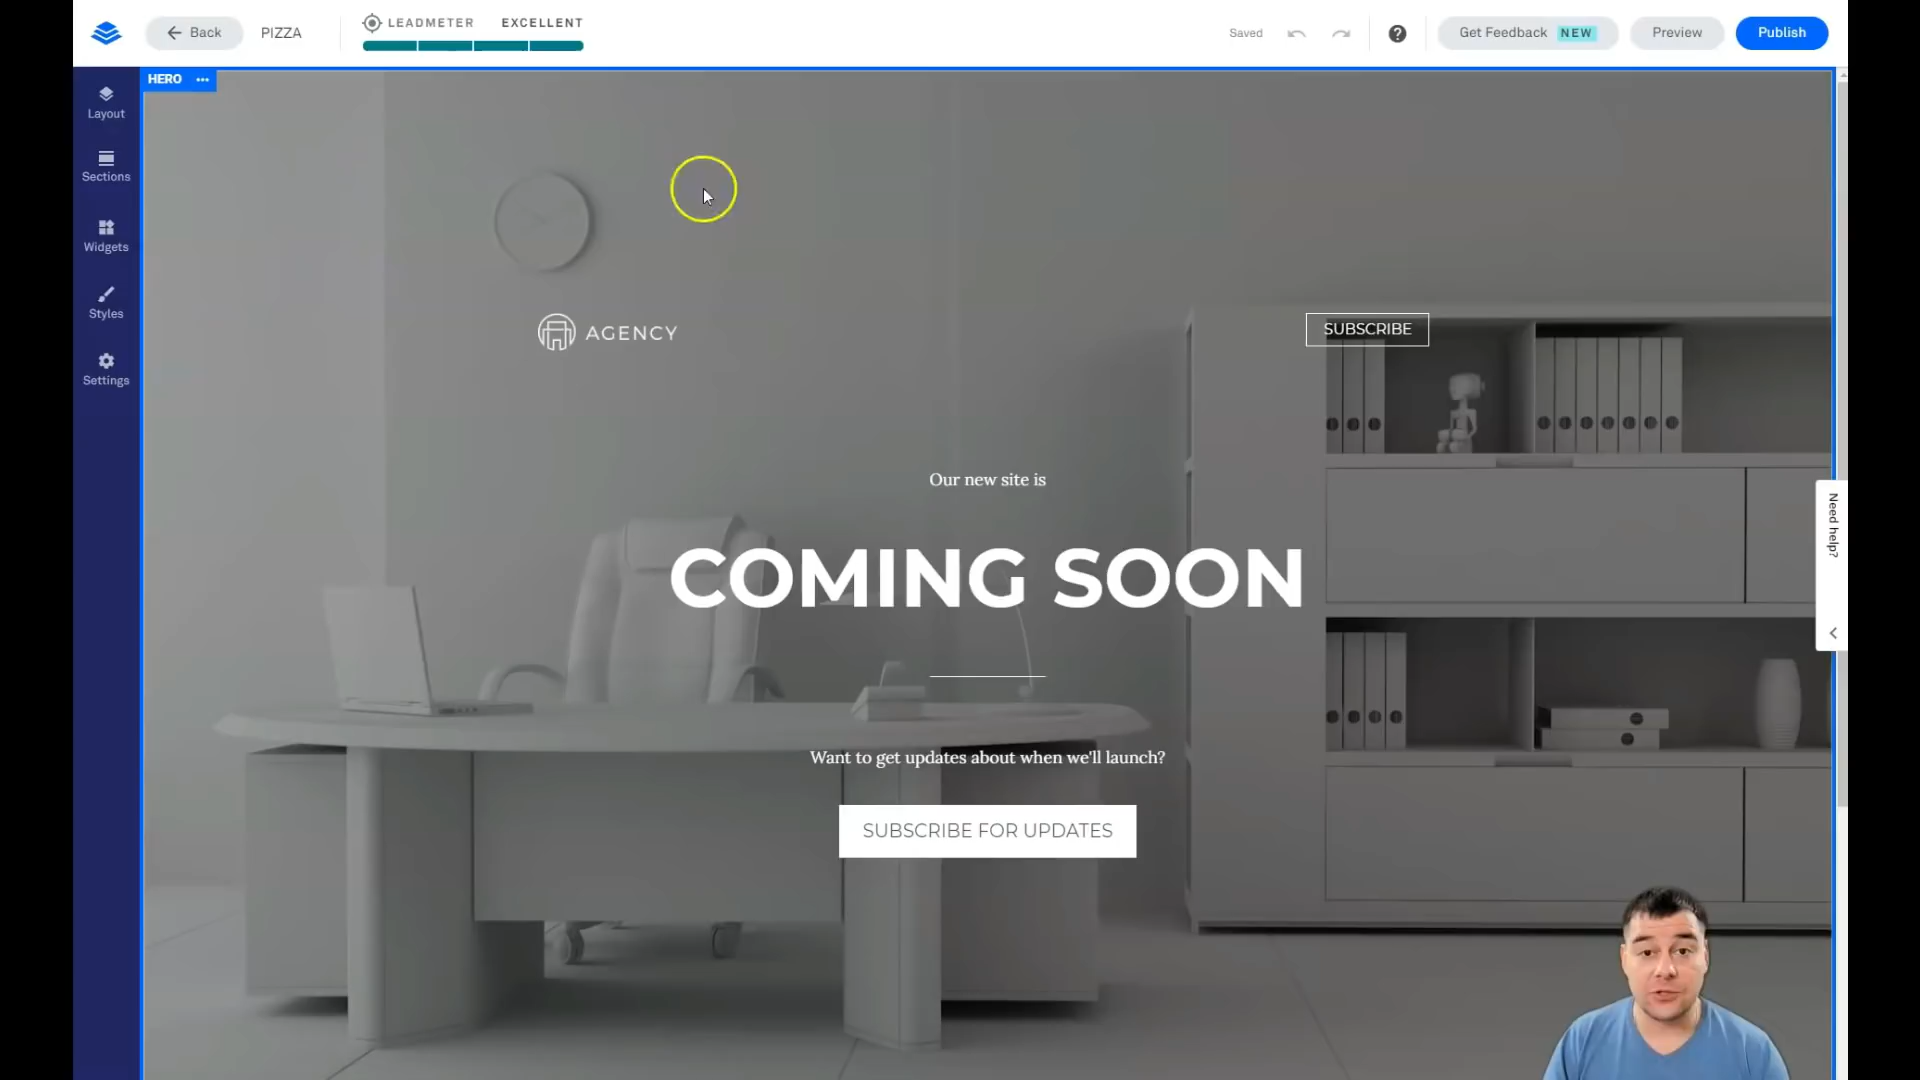 Back
PIZZA
LEADMETER EXCELLENT
Saved
?
Get Feedback NEW
Preview
Publish
HERO ...
Layout
Sections
Widgets
Styles
Settings
AGENCY
SUBSCRIBE
Our new site is
COMING SOON
Want to get updates about when we'll launch?
SUBSCRIBE FOR UPDATES
Need help?